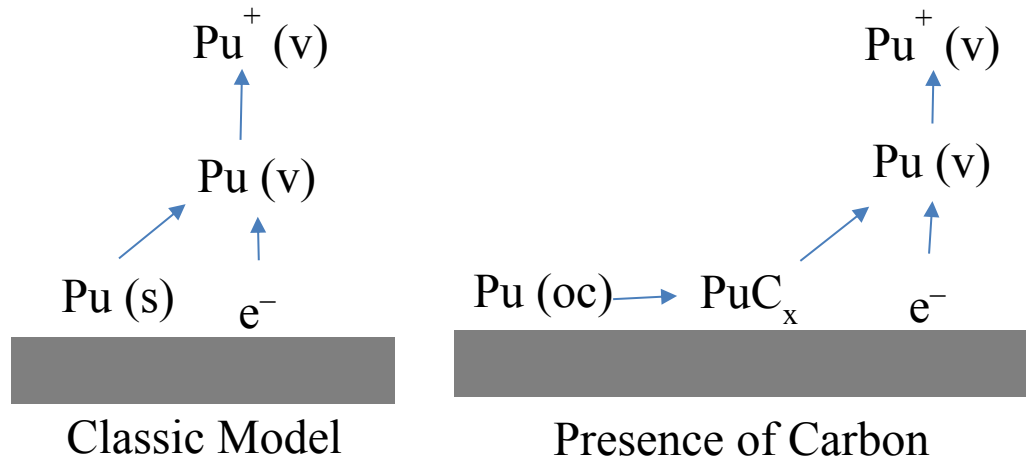 Pu⁺ (v)
Pu (v)
Pu (s)
e⁻
Classic Model
Pu⁺ (v)
Pu (v)
Pu (oc)
PuCₓ
e⁻
Presence of Carbon